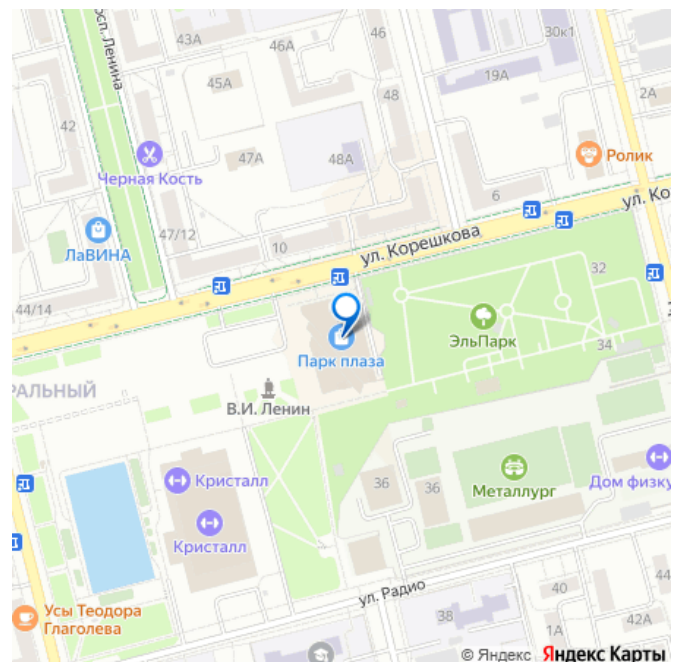 осп. Ленина
43А
46А
46
30к1
45А
19А
48
2А
42
Черная Кость
47А
48А
Ролик
6
ул. Ко
ЛаВИНА
47/12
10
ул. Корешкова
44/14
32
ЭльПарк
34
Парк плаза
РАЛЬНЫЙ
В.И. Ленин
Кристалл
36
36
Металлург
Дом физку
Кристалл
ул. Радио
Усы Теодора
Глаголева
38
40
44
1А
42А
© Яндекс Яндекс Карты